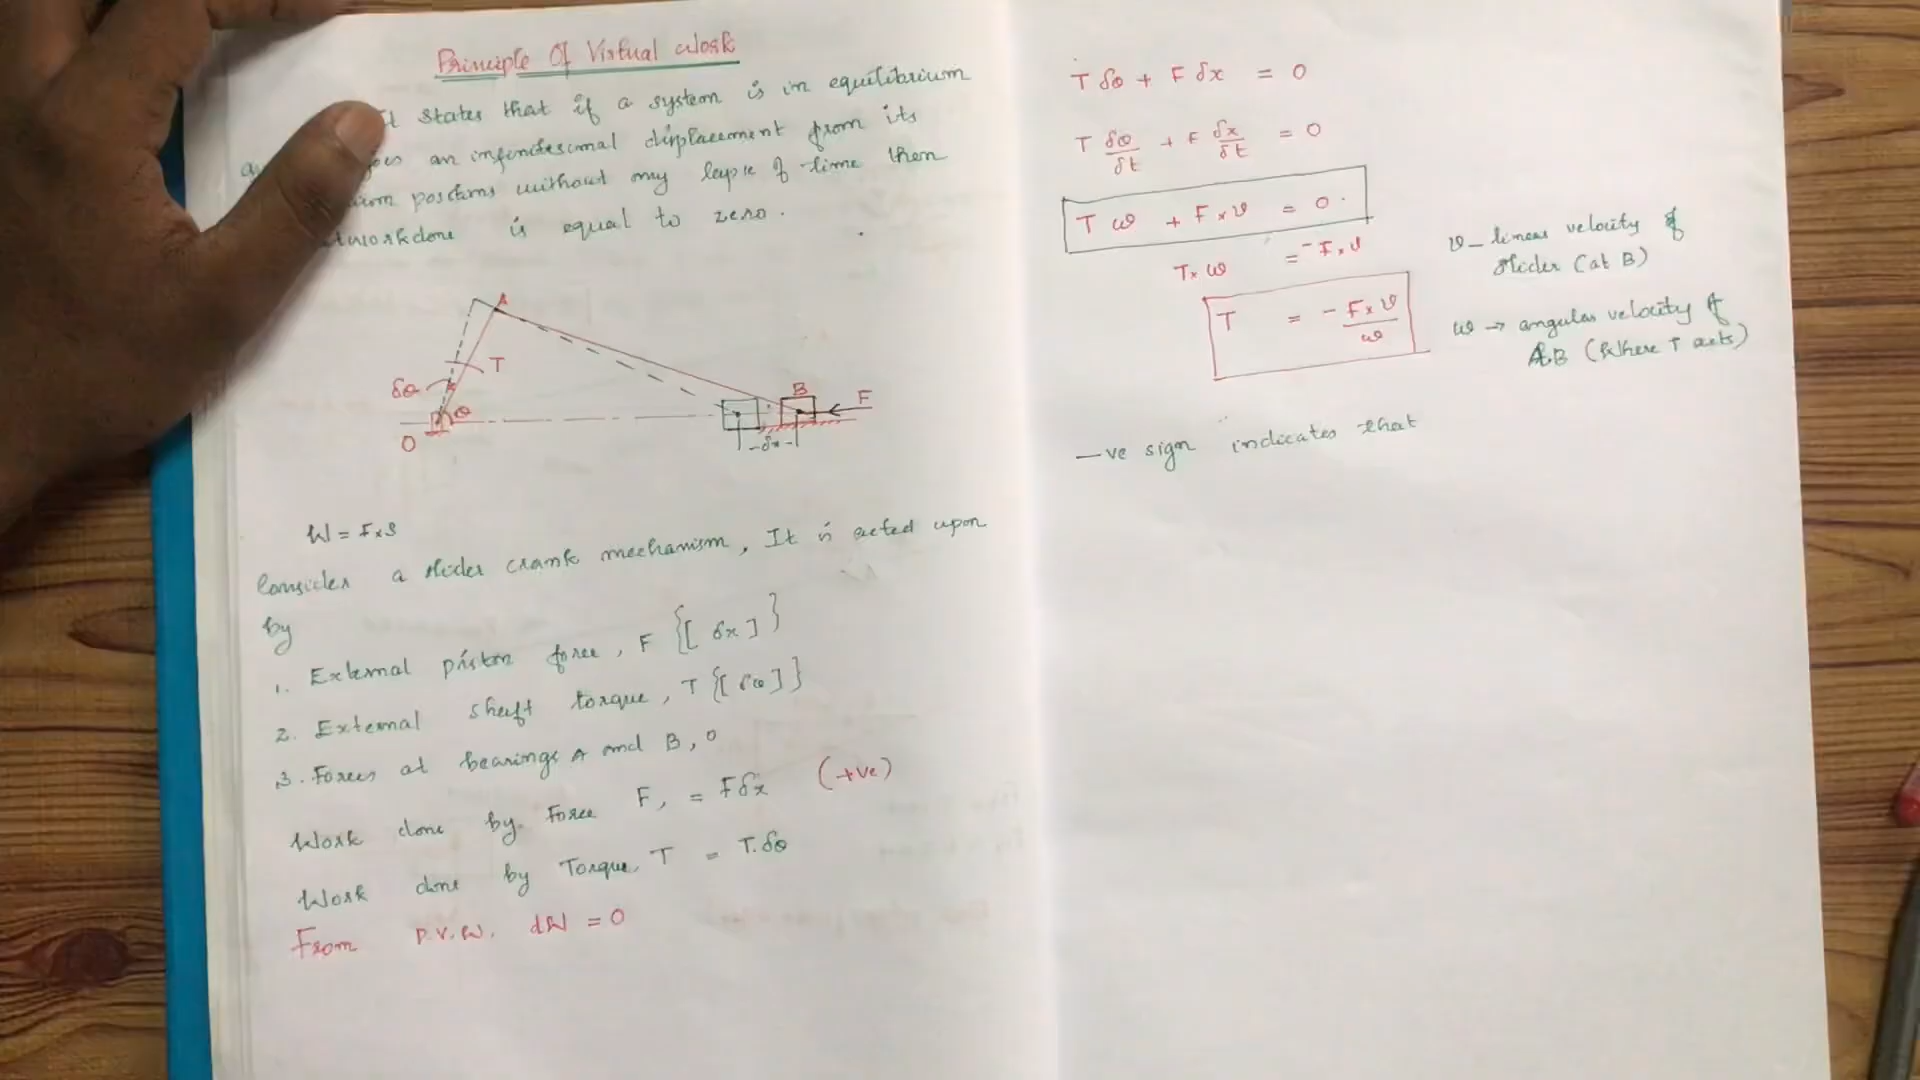 Principle Of Virtual Work
It states that if a system is in equilibrium
an infinitesimal displacement from its
positions without any lapse of time then
workdone is equal to zero.
A
T
δθ
θ
O
B
F
δx
W = F×S
Consider a slider crank mechanism, It is acted upon
by
1. External piston force, F {[δx]}
2. External shaft torque, T {[δθ]}
3. Forces at bearings A and B, O
Work done by Force F, = Fδx (+ve)
Work done by Torque, T = T.δθ
From P.V.W. dW = 0
T δθ + F δx = 0
T δθ/δt + F δx/δt = 0
T ω + F×v = 0.
T× ω = -F×v
T = - F×v/ω
v - linear velocity of
slider (at B)
ω → angular velocity of
AB (Where T acts)
-ve sign indicates that